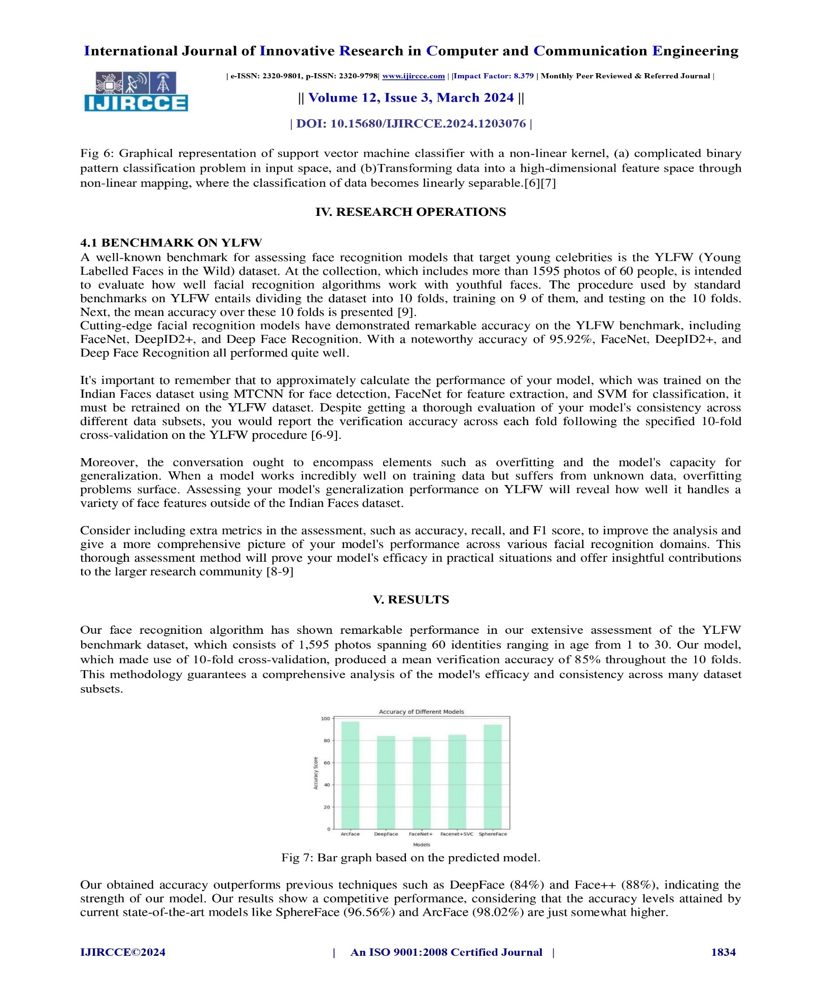 International Journal of Innovative Research in Computer and Communication Engineering
| e-ISSN: 2320-9801, p-ISSN: 2320-9798| www.ijircce.com | |Impact Factor: 8.379 | Monthly Peer Reviewed & Referred Journal |
IJIRCCE
|| Volume 12, Issue 3, March 2024 ||
| DOI: 10.15680/IJIRCCE.2024.1203076 |
Fig 6: Graphical representation of support vector machine classifier with a non-linear kernel, (a) complicated binary
pattern classification problem in input space, and (b)Transforming data into a high-dimensional feature space through
non-linear mapping, where the classification of data becomes linearly separable.[6][7]
IV. RESEARCH OPERATIONS
4.1 BENCHMARK ON YLFW
A well-known benchmark for assessing face recognition models that target young celebrities is the YLFW (Young
Labelled Faces in the Wild) dataset. At the collection, which includes more than 1595 photos of 60 people, is intended
to evaluate how well facial recognition algorithms work with youthful faces. The procedure used by standard
benchmarks on YLFW entails dividing the dataset into 10 folds, training on 9 of them, and testing on the 10 folds.
Next, the mean accuracy over these 10 folds is presented [9].
Cutting-edge facial recognition models have demonstrated remarkable accuracy on the YLFW benchmark, including
FaceNet, DeepID2+, and Deep Face Recognition. With a noteworthy accuracy of 95.92%, FaceNet, DeepID2+, and
Deep Face Recognition all performed quite well.
It's important to remember that to approximately calculate the performance of your model, which was trained on the
Indian Faces dataset using MTCNN for face detection, FaceNet for feature extraction, and SVM for classification, it
must be retrained on the YLFW dataset. Despite getting a thorough evaluation of your model's consistency across
different data subsets, you would report the verification accuracy across each fold following the specified 10-fold
cross-validation on the YLFW procedure [6-9].
Moreover, the conversation ought to encompass elements such as overfitting and the model's capacity for
generalization. When a model works incredibly well on training data but suffers from unknown data, overfitting
problems surface. Assessing your model's generalization performance on YLFW will reveal how well it handles a
variety of face features outside of the Indian Faces dataset.
Consider including extra metrics in the assessment, such as accuracy, recall, and F1 score, to improve the analysis and
give a more comprehensive picture of your model's performance across various facial recognition domains. This
thorough assessment method will prove your model's efficacy in practical situations and offer insightful contributions
to the larger research community [8-9]
V. RESULTS
Our face recognition algorithm has shown remarkable performance in our extensive assessment of the YLFW
benchmark dataset, which consists of 1,595 photos spanning 60 identities ranging in age from 1 to 30. Our model,
which made use of 10-fold cross-validation, produced a mean verification accuracy of 85% throughout the 10 folds.
This methodology guarantees a comprehensive analysis of the model's efficacy and consistency across many dataset
subsets.
Accuracy of Different Models
100
80
60
40
20
0
Accuracy Score
ArcFace DeepFace FaceNet+ Facenet+SVC SphereFace
Models
Fig 7: Bar graph based on the predicted model.
Our obtained accuracy outperforms previous techniques such as DeepFace (84%) and Face++ (88%), indicating the
strength of our model. Our results show a competitive performance, considering that the accuracy levels attained by
current state-of-the-art models like SphereFace (96.56%) and ArcFace (98.02%) are just somewhat higher.
IJIRCCE©2024 | An ISO 9001:2008 Certified Journal | 1834